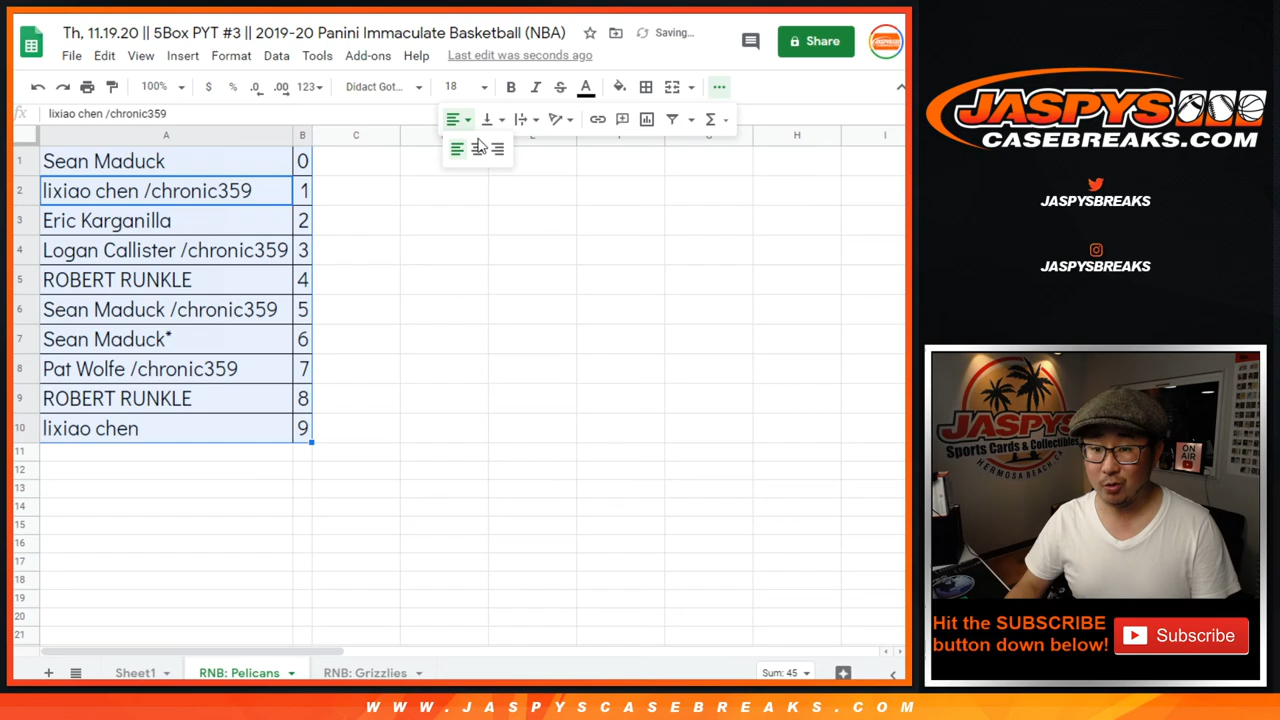 Th, 11.19.20 || 5Box PYT #3 || 2019-20 Panini Immaculate Basketball (NBA)
Saving...
Share
File Edit View Insert Format Data Tools Add-ons Help Last edit was seconds ago
100% $ % .0 .00 123 Didact Got... 18 B I S A
fx lixiao chen /chronic359
A B C H I
1 Sean Maduck 0
2 lixiao chen /chronic359 1
3 Eric Karganilla 2
4 Logan Callister /chronic359 3
5 ROBERT RUNKLE 4
6 Sean Maduck /chronic359 5
7 Sean Maduck* 6
8 Pat Wolfe /chronic359 7
9 ROBERT RUNKLE 8
10 lixiao chen 9
11
12
13
14
15
16
17
18
19
20
21
Sheet1 RNB: Pelicans RNB: Grizzlies Sum: 45
JASPYS
CASEBREAKS.COM
JASPYSBREAKS
JASPYSBREAKS
JASPYS
Sports Cards & Collectibles
HERMOSA BEACH, CA
ON AIR
Hit the SUBSCRIBE
button down below!
Subscribe
WWW.JASPYSCASEBREAKS.COM